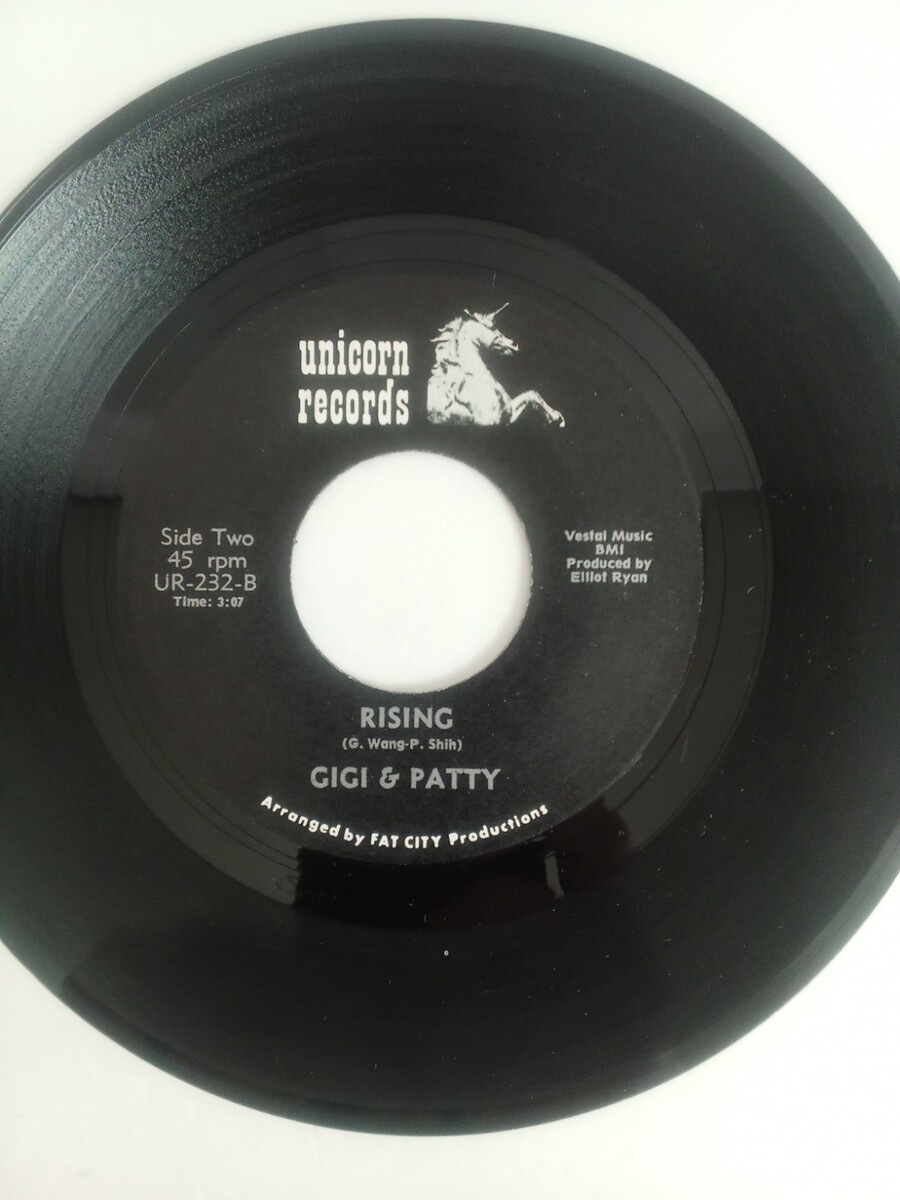 unicorn
records
Side Two
45 rpm
UR-232-B
Time: 3:07
Vestal Music
BMI
Produced by
Elliot Ryan
RISING
(G. Wang-P. Shih)
GIGI & PATTY
Arranged by FAT CITY Productions